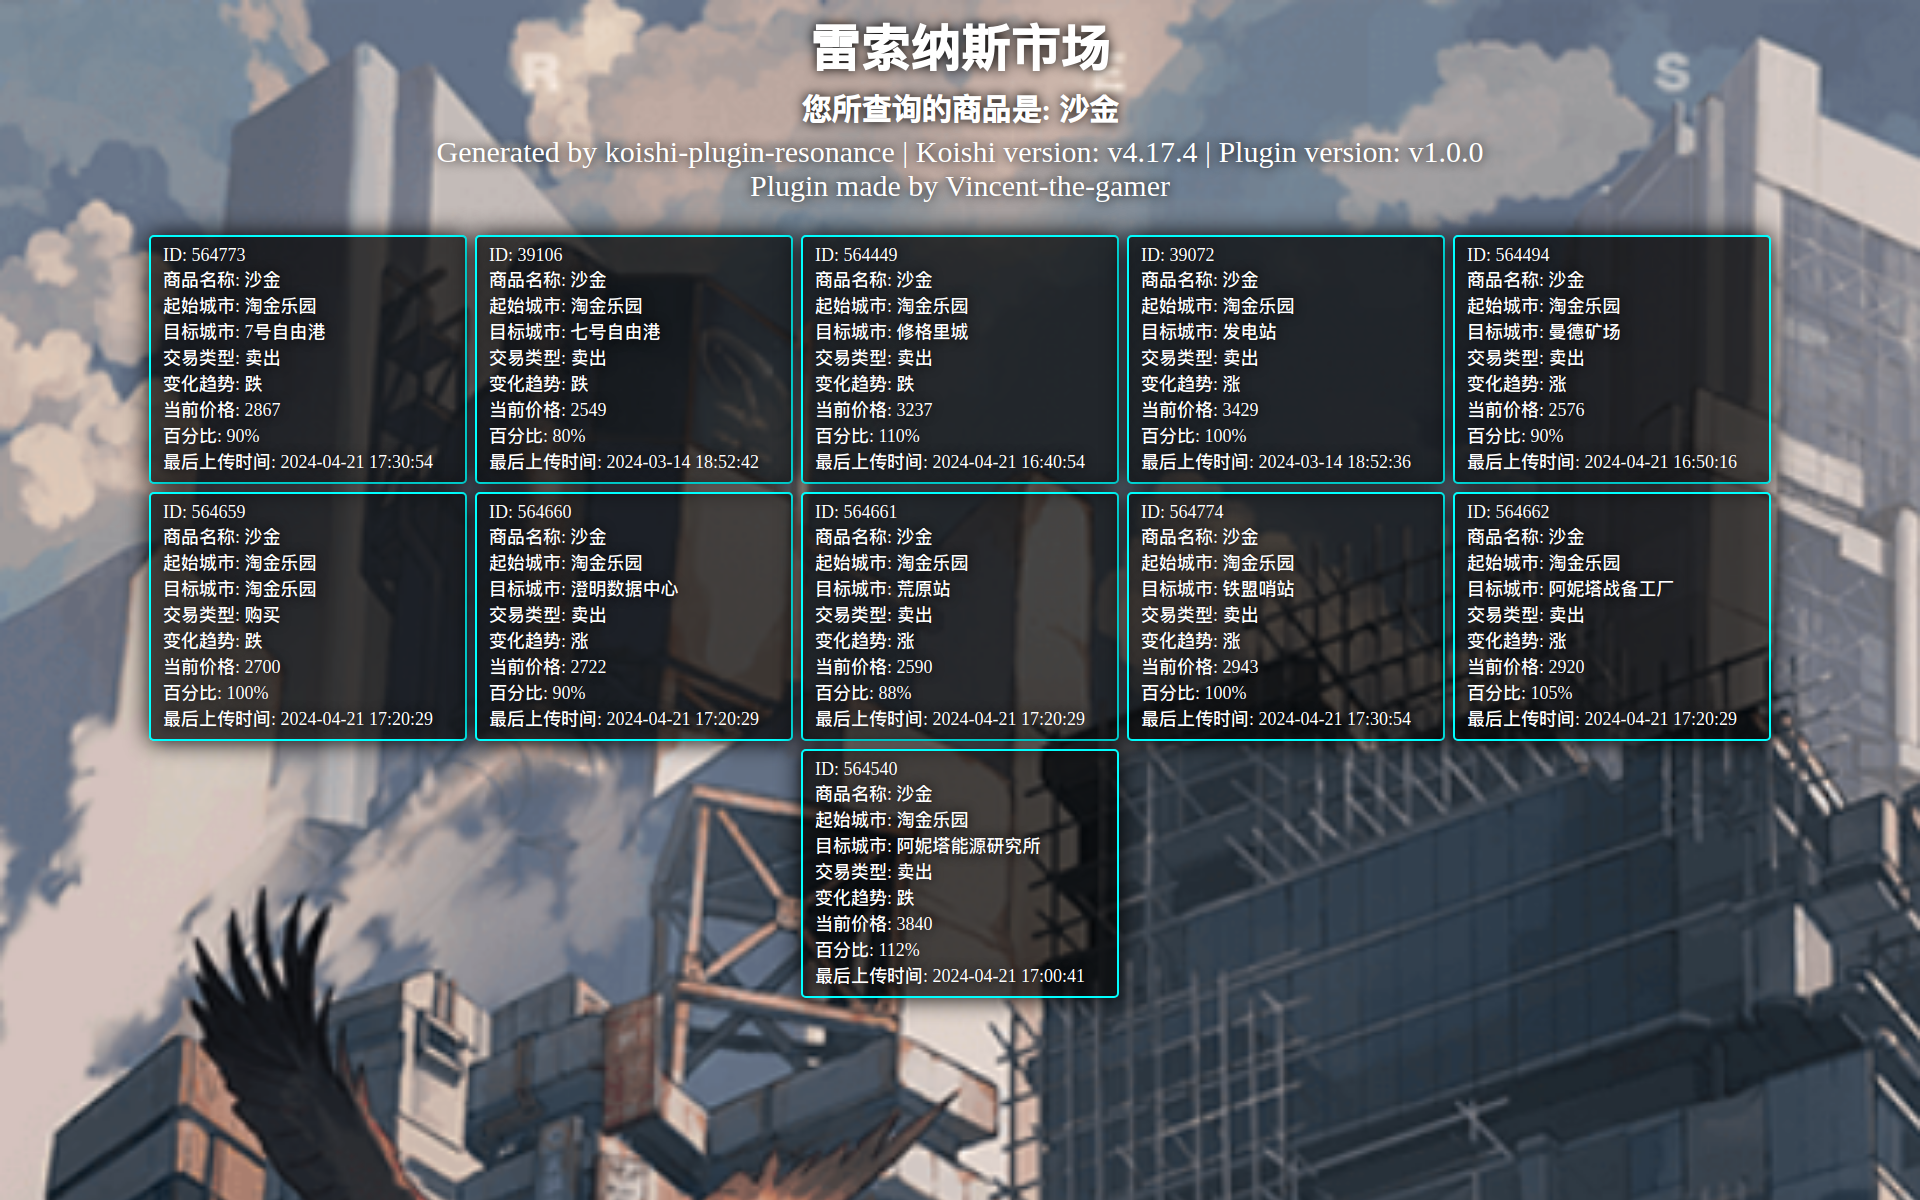 雷索纳斯市场
您所查询的商品是: 沙金
Generated by koishi-plugin-resonance | Koishi version: v4.17.4 | Plugin version: v1.0.0
Plugin made by Vincent-the-gamer
R
S
ID: 564773
商品名称: 沙金
起始城市: 淘金乐园
目标城市: 7号自由港
交易类型: 卖出
变化趋势: 跌
当前价格: 2867
百分比: 90%
最后上传时间: 2024-04-21 17:30:54
ID: 39106
商品名称: 沙金
起始城市: 淘金乐园
目标城市: 七号自由港
交易类型: 卖出
变化趋势: 跌
当前价格: 2549
百分比: 80%
最后上传时间: 2024-03-14 18:52:42
ID: 564449
商品名称: 沙金
起始城市: 淘金乐园
目标城市: 修格里城
交易类型: 卖出
变化趋势: 跌
当前价格: 3237
百分比: 110%
最后上传时间: 2024-04-21 16:40:54
ID: 39072
商品名称: 沙金
起始城市: 淘金乐园
目标城市: 发电站
交易类型: 卖出
变化趋势: 涨
当前价格: 3429
百分比: 100%
最后上传时间: 2024-03-14 18:52:36
ID: 564494
商品名称: 沙金
起始城市: 淘金乐园
目标城市: 曼德矿场
交易类型: 卖出
变化趋势: 涨
当前价格: 2576
百分比: 90%
最后上传时间: 2024-04-21 16:50:16
ID: 564659
商品名称: 沙金
起始城市: 淘金乐园
目标城市: 淘金乐园
交易类型: 购买
变化趋势: 跌
当前价格: 2700
百分比: 100%
最后上传时间: 2024-04-21 17:20:29
ID: 564660
商品名称: 沙金
起始城市: 淘金乐园
目标城市: 澄明数据中心
交易类型: 卖出
变化趋势: 涨
当前价格: 2722
百分比: 90%
最后上传时间: 2024-04-21 17:20:29
ID: 564661
商品名称: 沙金
起始城市: 淘金乐园
目标城市: 荒原站
交易类型: 卖出
变化趋势: 涨
当前价格: 2590
百分比: 88%
最后上传时间: 2024-04-21 17:20:29
ID: 564774
商品名称: 沙金
起始城市: 淘金乐园
目标城市: 铁盟哨站
交易类型: 卖出
变化趋势: 涨
当前价格: 2943
百分比: 100%
最后上传时间: 2024-04-21 17:30:54
ID: 564662
商品名称: 沙金
起始城市: 淘金乐园
目标城市: 阿妮塔战备工厂
交易类型: 卖出
变化趋势: 涨
当前价格: 2920
百分比: 105%
最后上传时间: 2024-04-21 17:20:29
ID: 564540
商品名称: 沙金
起始城市: 淘金乐园
目标城市: 阿妮塔能源研究所
交易类型: 卖出
变化趋势: 跌
当前价格: 3840
百分比: 112%
最后上传时间: 2024-04-21 17:00:41